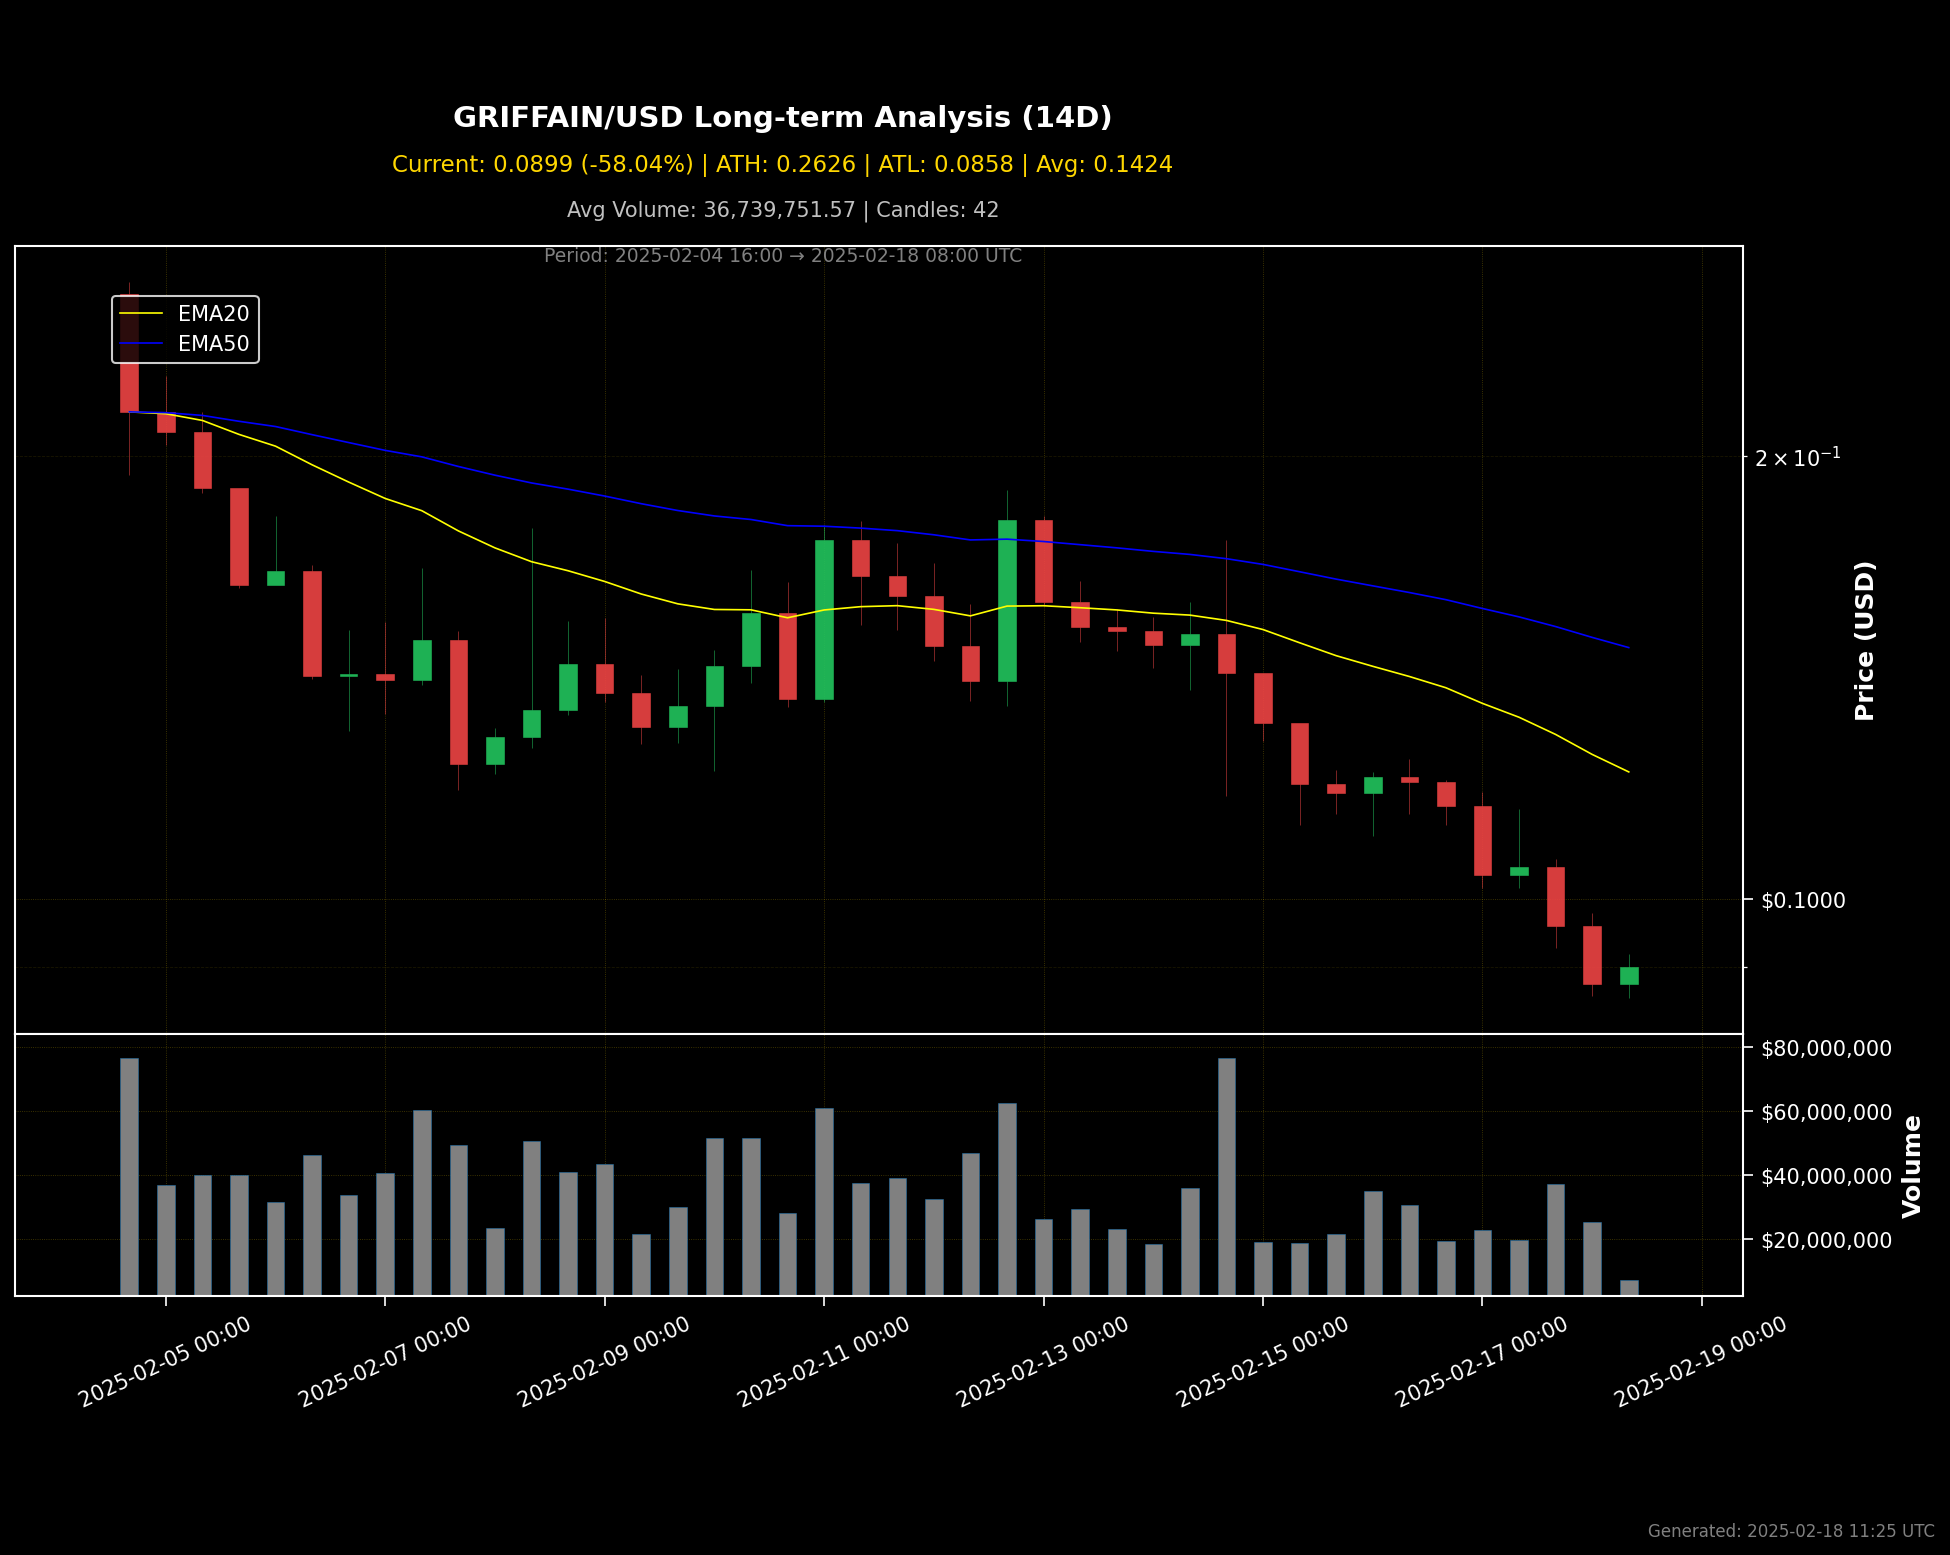 GRIFFAIN/USD Long-term Analysis (14D)
Current: 0.0899 (-58.04%) | ATH: 0.2626 | ATL: 0.0858 | Avg: 0.1424
Avg Volume: 36,739,751.57 | Candles: 42
Period: 2025-02-04 16:00 → 2025-02-18 08:00 UTC
EMA20
EMA50
2 × 10⁻¹
$0.1000
Price (USD)
$80,000,000
$60,000,000
$40,000,000
$20,000,000
Volume
2025-02-05 00:00
2025-02-07 00:00
2025-02-09 00:00
2025-02-11 00:00
2025-02-13 00:00
2025-02-15 00:00
2025-02-17 00:00
2025-02-19 00:00
Generated: 2025-02-18 11:25 UTC